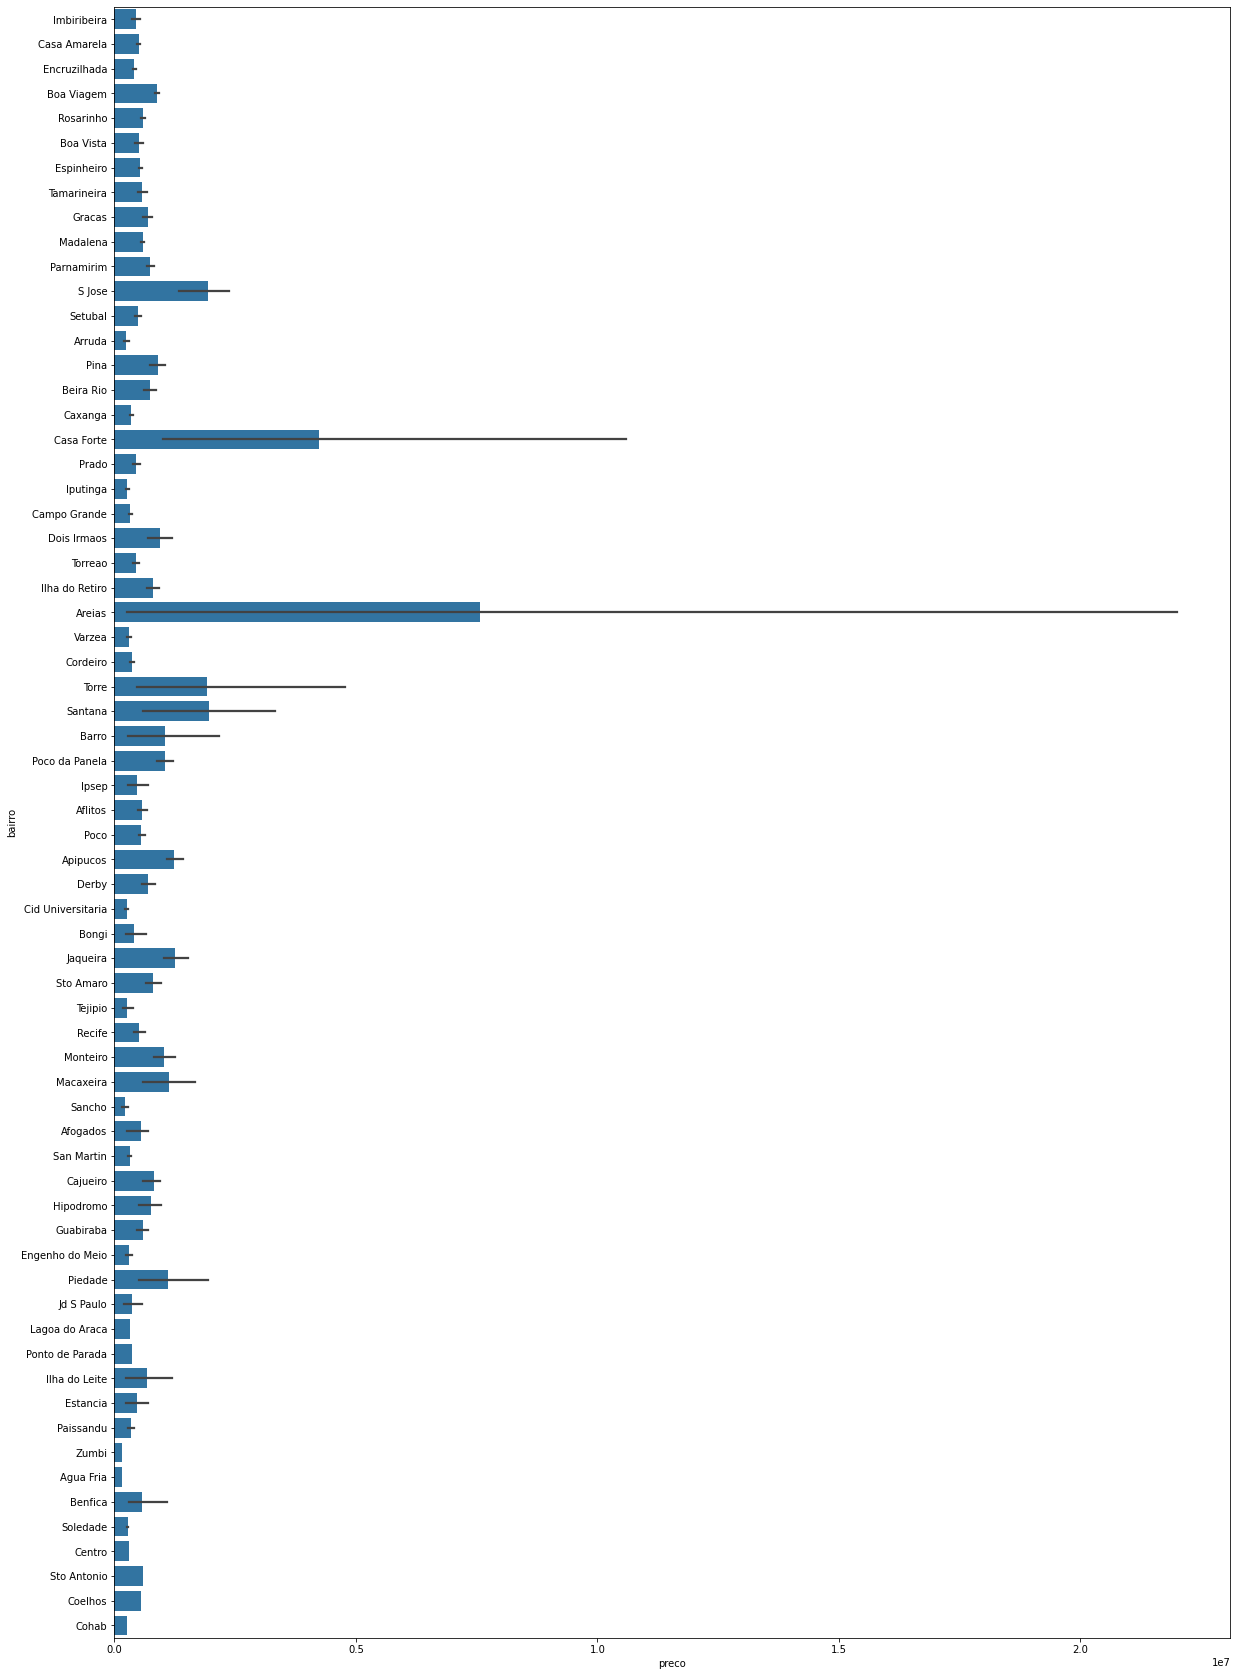 Imbiribeira
Casa Amarela
Encruzilhada
Boa Viagem
Rosarinho
Boa Vista
Espinheiro
Tamarineira
Gracas
Madalena
Parnamirim
S Jose
Setubal
Arruda
Pina
Beira Rio
Caxanga
Casa Forte
Prado
Iputinga
Campo Grande
Dois Irmaos
Torreao
Ilha do Retiro
Areias
Varzea
Cordeiro
Torre
Santana
Barro
Poco da Panela
Ipsep
Aflitos
bairro
Poco
Apipucos
Derby
Cid Universitaria
Bongi
Jaqueira
Sto Amaro
Tejipio
Recife
Monteiro
Macaxeira
Sancho
Afogados
San Martin
Cajueiro
Hipodromo
Guabiraba
Engenho do Meio
Piedade
Jd S Paulo
Lagoa do Araca
Ponto de Parada
Ilha do Leite
Estancia
Paissandu
Zumbi
Agua Fria
Benfica
Soledade
Centro
Sto Antonio
Coelhos
Cohab
0.0 0.5 1.0 1.5 2.0
preco 1e7